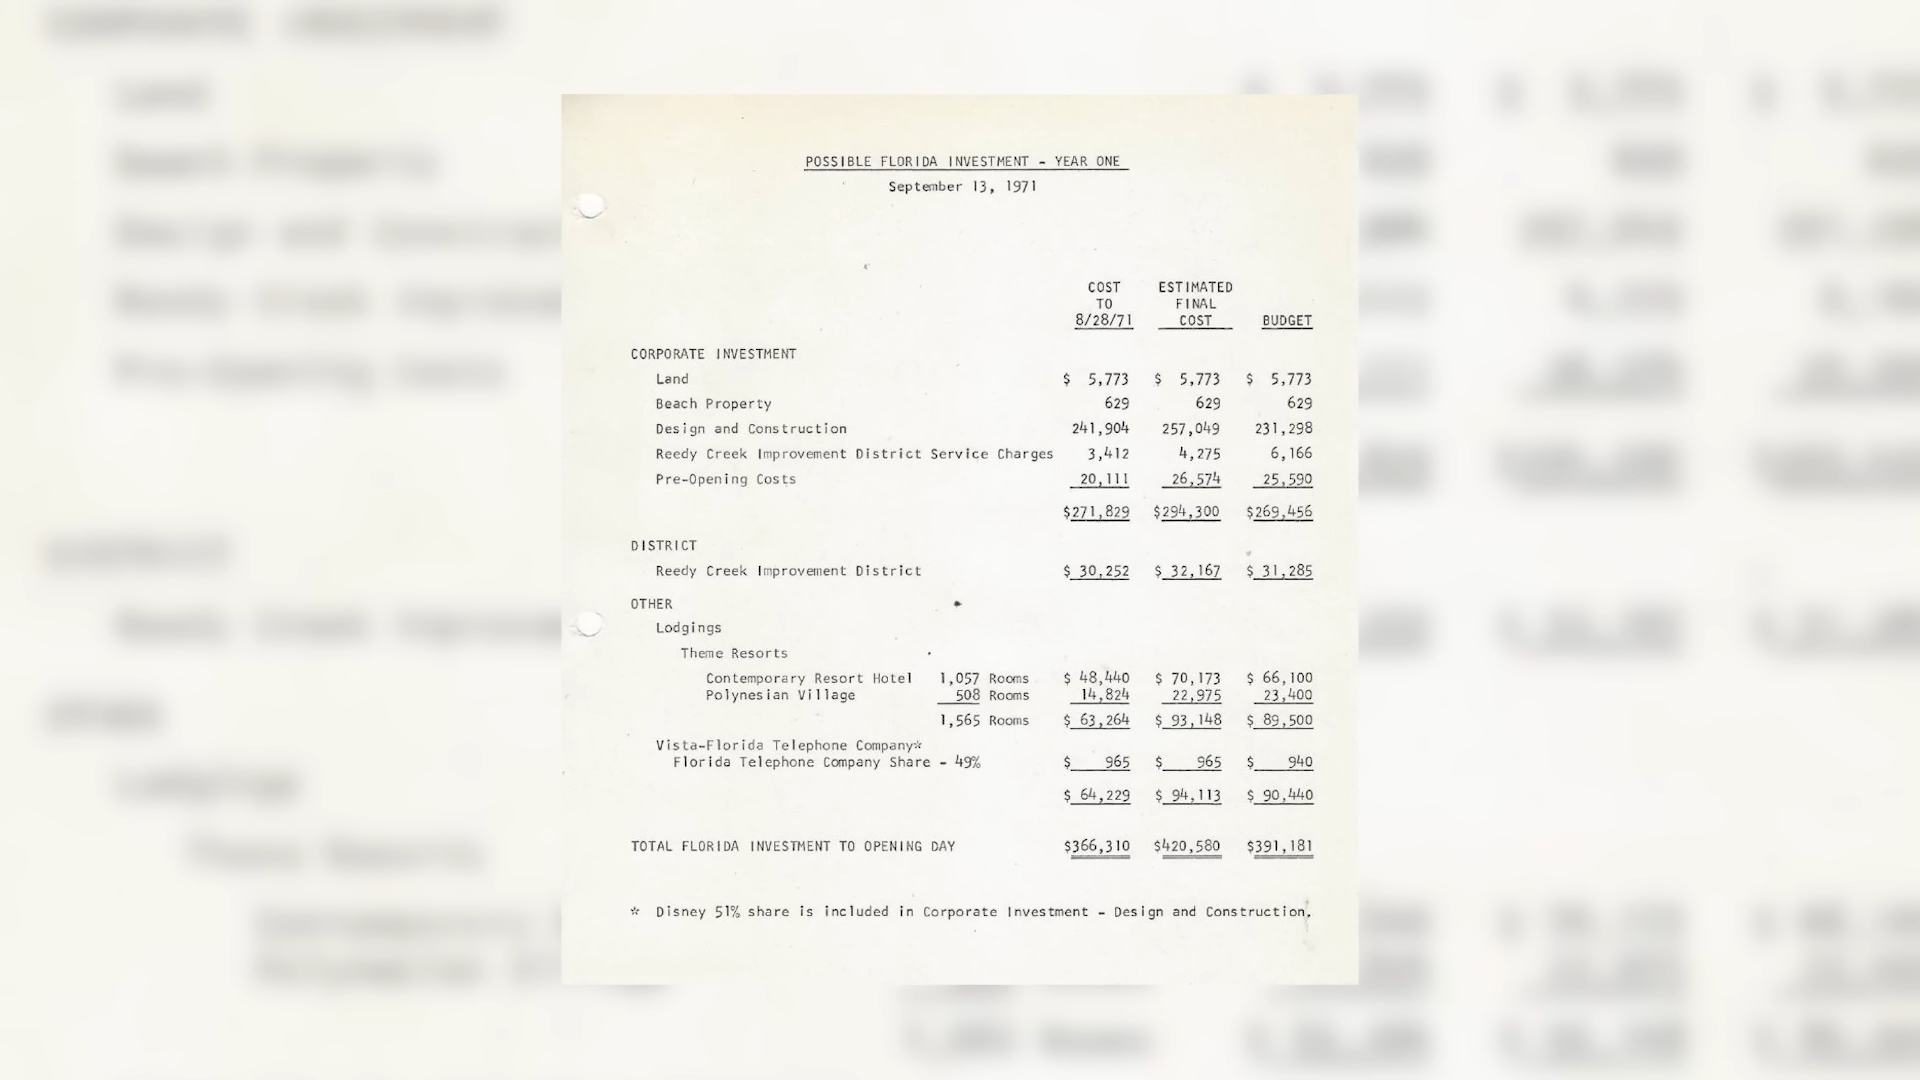 POSSIBLE FLORIDA INVESTMENT - YEAR ONE
September 13, 1971
COST TO 8/28/71
ESTIMATED FINAL COST
BUDGET
CORPORATE INVESTMENT
Land $ 5,773 $ 5,773 $ 5,773
Beach Property 629 629 629
Design and Construction 241,904 257,049 231,298
Reedy Creek Improvement District Service Charges 3,412 4,275 6,166
Pre-Opening Costs 20,111 26,574 25,590
$271,829 $294,300 $269,456
DISTRICT
Reedy Creek Improvement District $ 30,252 $ 32,167 $ 31,285
OTHER
Lodgings
Theme Resorts
Contemporary Resort Hotel 1,057 Rooms $ 48,440 $ 70,173 $ 66,100
Polynesian Village 508 Rooms 14,824 22,975 23,400
1,565 Rooms $ 63,264 $ 93,148 $ 89,500
Vista-Florida Telephone Company*
Florida Telephone Company Share - 49% $ 965 $ 965 $ 940
$ 64,229 $ 94,113 $ 90,440
TOTAL FLORIDA INVESTMENT TO OPENING DAY $366,310 $420,580 $391,181
* Disney 51% share is included in Corporate Investment - Design and Construction.